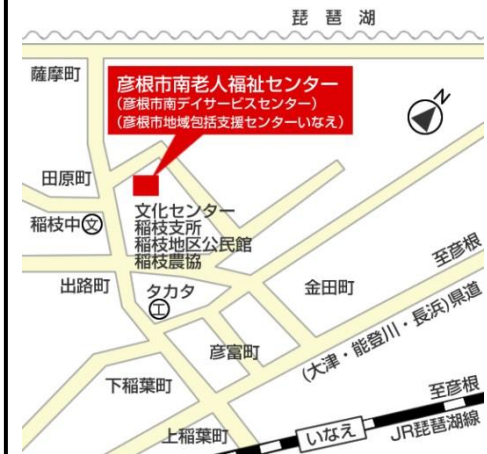 琵琶湖
薩摩町
彦根市南老人福祉センター
(彦根市南デイサービスセンター)
(彦根市地域包括支援センターいなえ)
N
田原町
稲枝中
文
文化センター
稲枝支所
稲枝地区公民館
稲枝農協
至彦根
出路町
タカタ
工
金田町
(大津・能登川・長浜)県道
彦富町
下稲葉町
至彦根
上稲葉町
いなえ
JR琵琶湖線